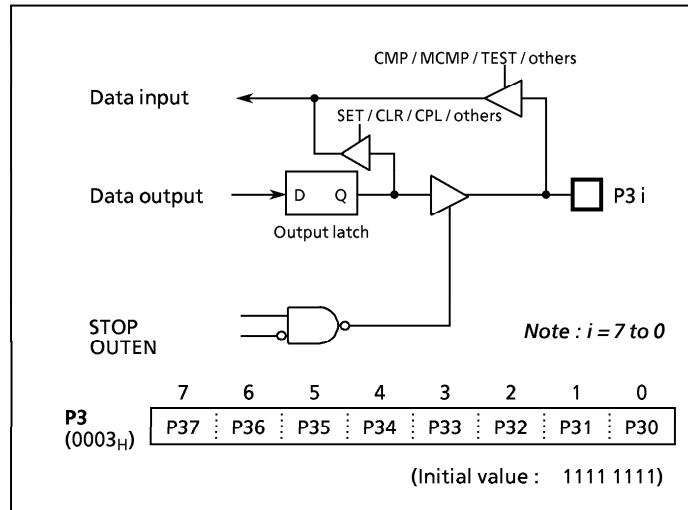 CMP / MCMP / TEST / others
Data input
SET / CLR / CPL / others
Data output
D Q
P3 i
Output latch
STOP
OUTEN
Note : i = 7 to 0
7 6 5 4 3 2 1 0
P3
(0003H)
P37 P36 P35 P34 P33 P32 P31 P30
(Initial value : 1111 1111)